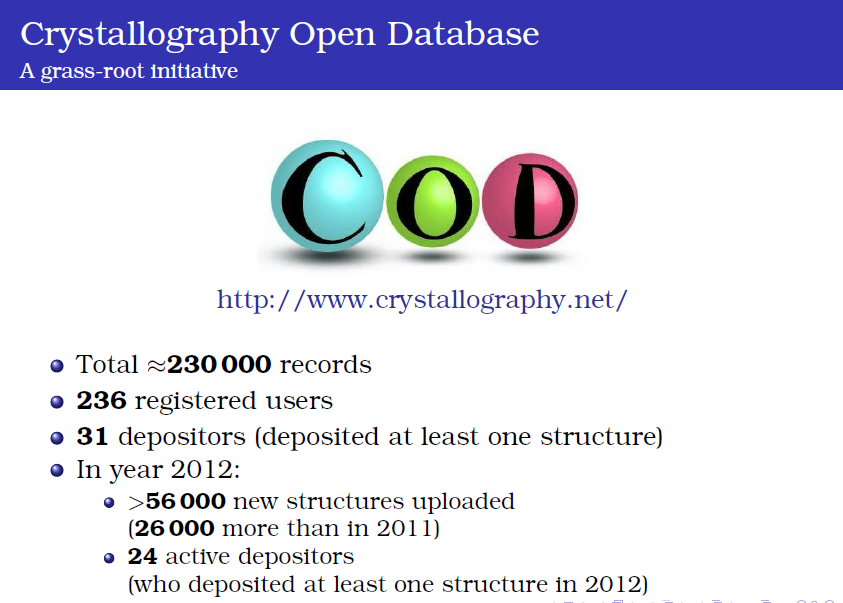 Crystallography Open Database
A grass-root initiative
COD
http://www.crystallography.net/
Total ≈230 000 records
236 registered users
31 depositors (deposited at least one structure)
In year 2012:
>56 000 new structures uploaded
(26 000 more than in 2011)
24 active depositors
(who deposited at least one structure in 2012)